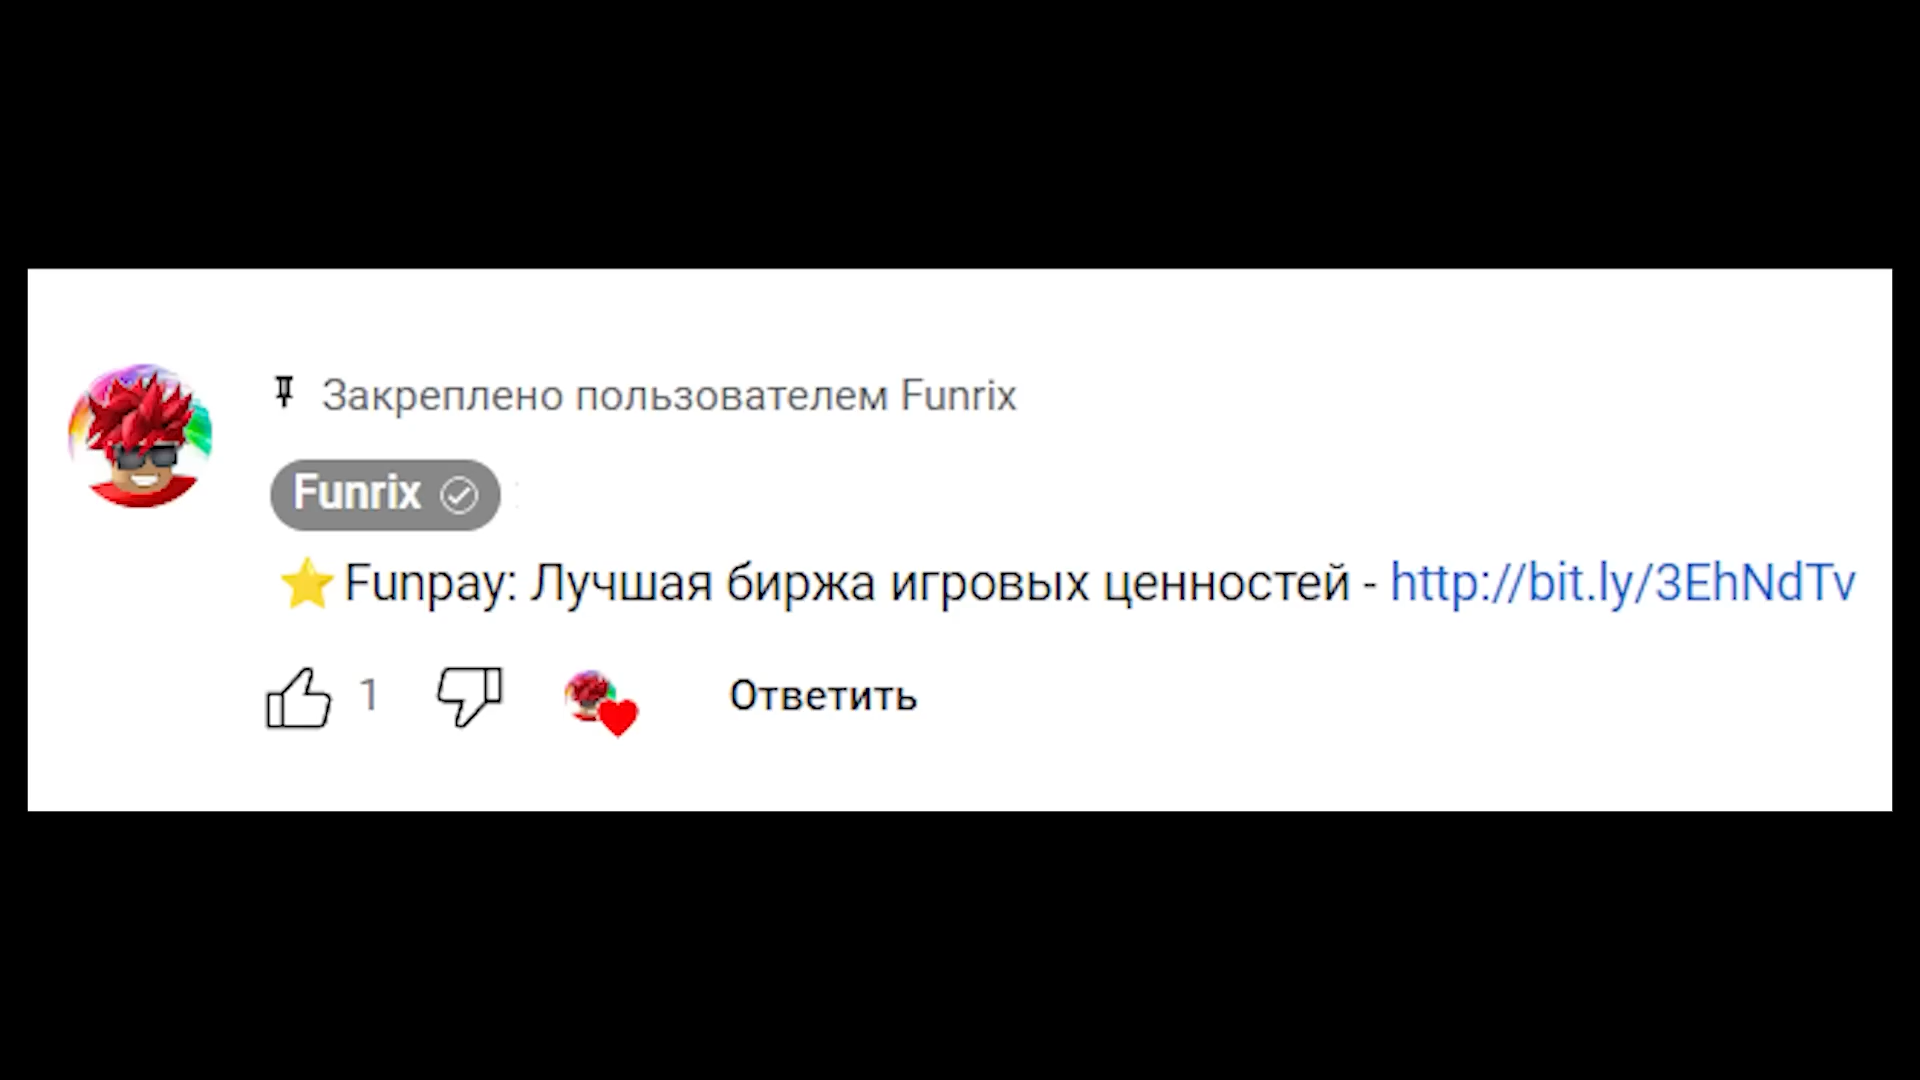 Закреплено пользователем Funrix
Funrix
Funpay: Лучшая биржа игровых ценностей - http://bit.ly/3EhNdTv
1 Ответить